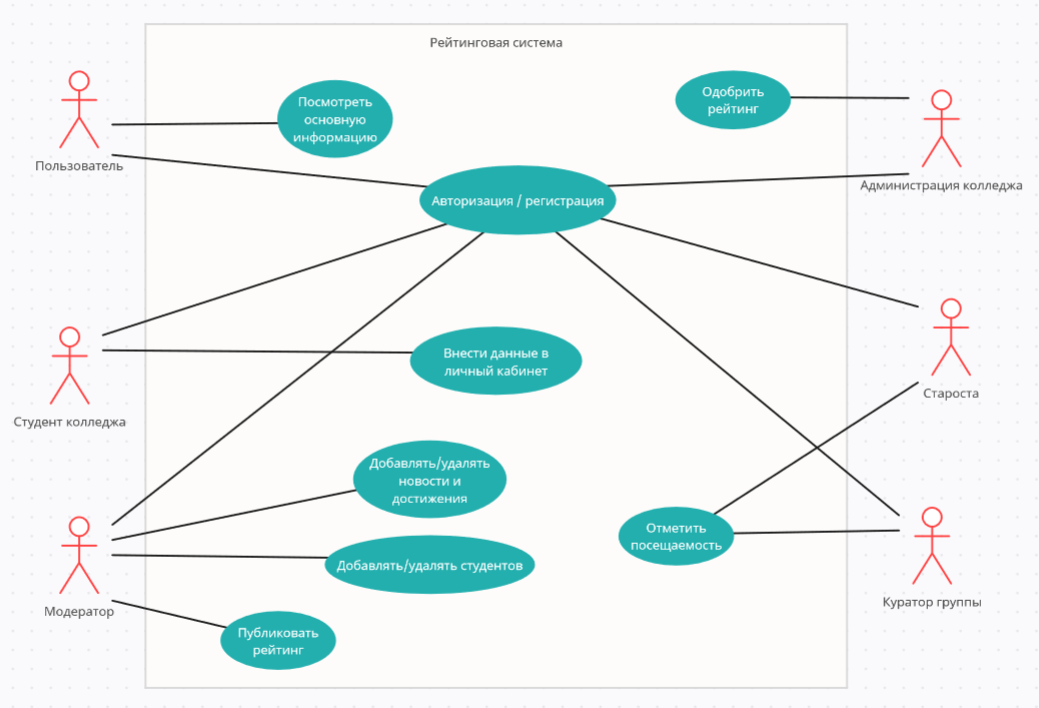 Рейтинговая система
Посмотреть
основную
информацию
Одобрить
рейтинг
Пользователь
Администрация колледжа
Авторизация / регистрация
Внести данные в
личный кабинет
Староста
Студент колледжа
Добавлять/удалять
новости и
достижения
Отметить
посещаемость
Добавлять/удалять студентов
Модератор
Куратор группы
Публиковать
рейтинг